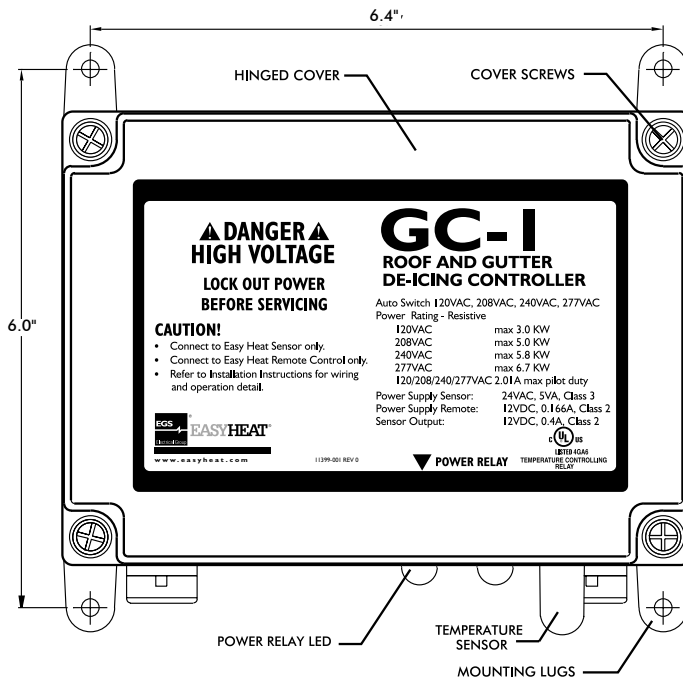 6.4"
HINGED COVER
COVER SCREWS
6.0"
DANGER
HIGH VOLTAGE
LOCK OUT POWER
BEFORE SERVICING
CAUTION!
• Connect to Easy Heat Sensor only.
• Connect to Easy Heat Remote Control only.
• Refer to Installation Instructions for wiring
and operation detail.
EGS
Electrical Group
EASYHEAT®
www.easyheat.com
11399-001 REV 0
GC-1
ROOF AND GUTTER
DE-ICING CONTROLLER
Auto Switch 120VAC, 208VAC, 240VAC, 277VAC
Power Rating - Resistive
120VAC max 3.0 KW
208VAC max 5.0 KW
240VAC max 5.8 KW
277VAC max 6.7 KW
120/208/240/277VAC 2.01A max pilot duty
Power Supply Sensor: 24VAC, 5VA, Class 3
Power Supply Remote: 12VDC, 0.166A, Class 2
Sensor Output: 12VDC, 0.4A, Class 2
C UL US
LISTED 4GA6
TEMPERATURE CONTROLLING
RELAY
POWER RELAY
POWER RELAY LED
TEMPERATURE
SENSOR
MOUNTING LUGS